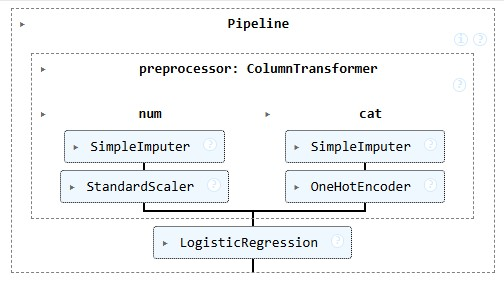 Pipeline
i ?
preprocessor: ColumnTransformer
?
num cat
SimpleImputer ? SimpleImputer ?
StandardScaler ? OneHotEncoder ?
LogisticRegression ?